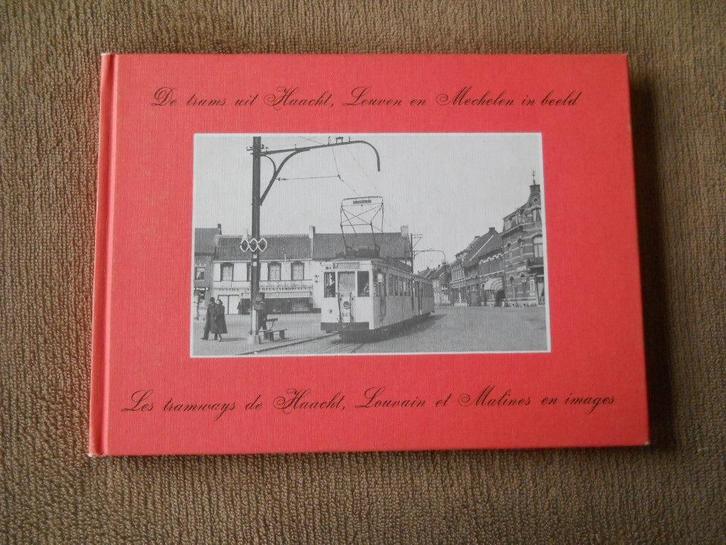 De trams uit Haacht, Leuven en Mechelen in beeld
Les tramways de Haacht, Louvain et Malines en images